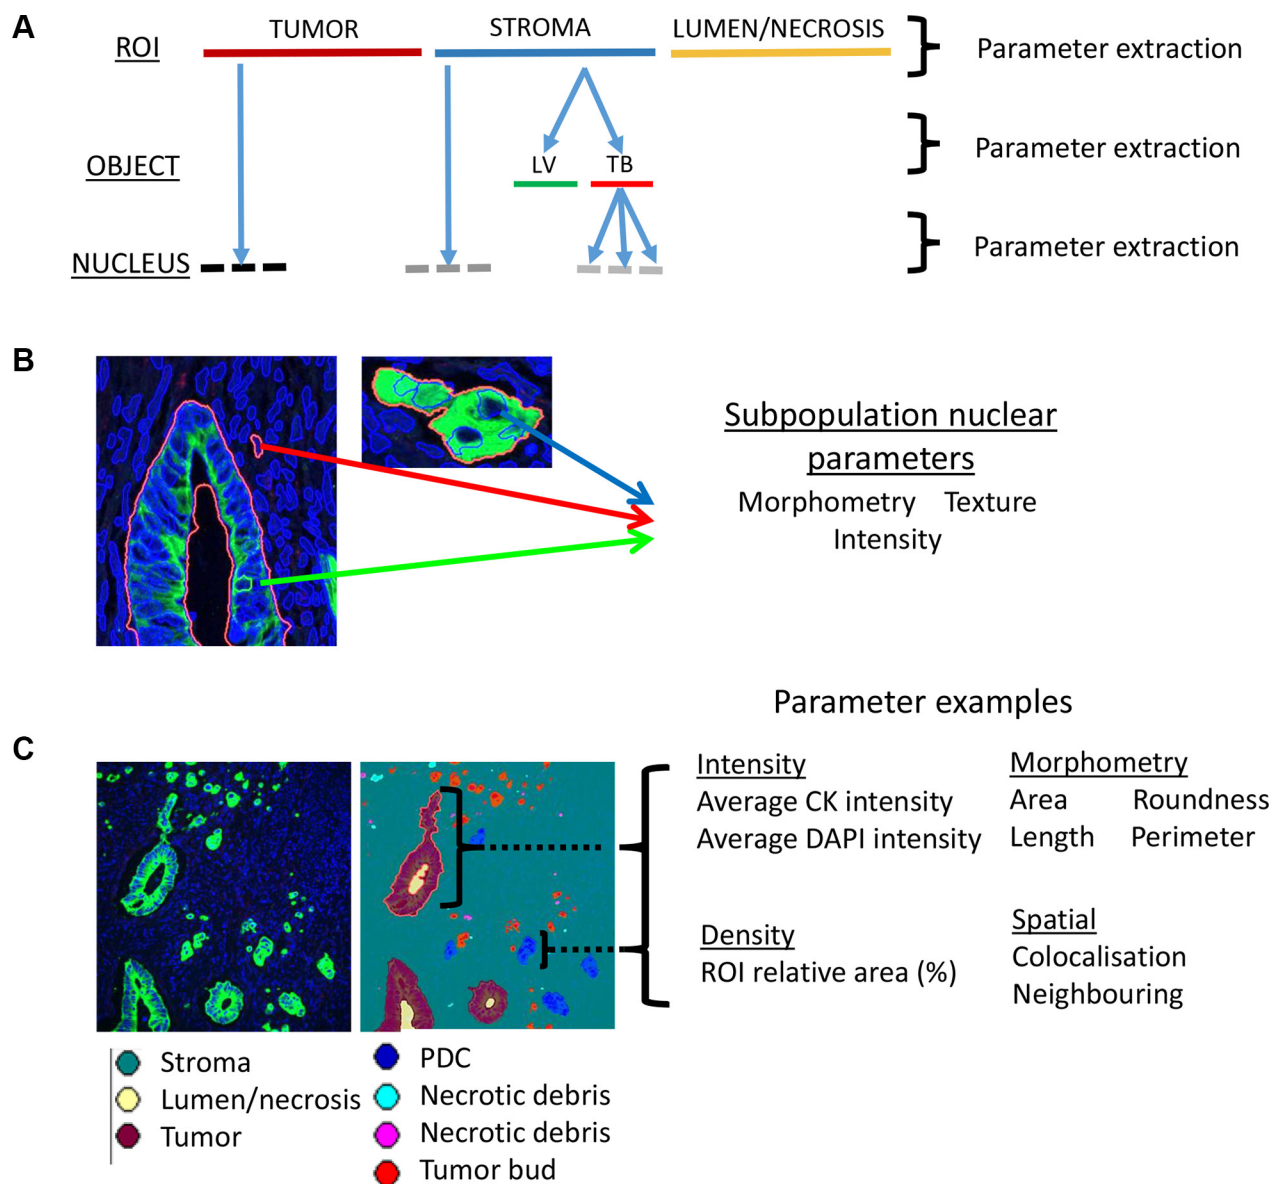 A
ROI
TUMOR
STROMA
LUMEN/NECROSIS
Parameter extraction
OBJECT
LV
TB
Parameter extraction
NUCLEUS
Parameter extraction
B
Subpopulation nuclear
parameters
Morphometry Texture
Intensity
Parameter examples
C
Intensity
Average CK intensity
Average DAPI intensity
Morphometry
Area Roundness
Length Perimeter
Density
ROI relative area (%)
Spatial
Colocalisation
Neighbouring
Stroma
Lumen/necrosis
Tumor
PDC
Necrotic debris
Necrotic debris
Tumor bud